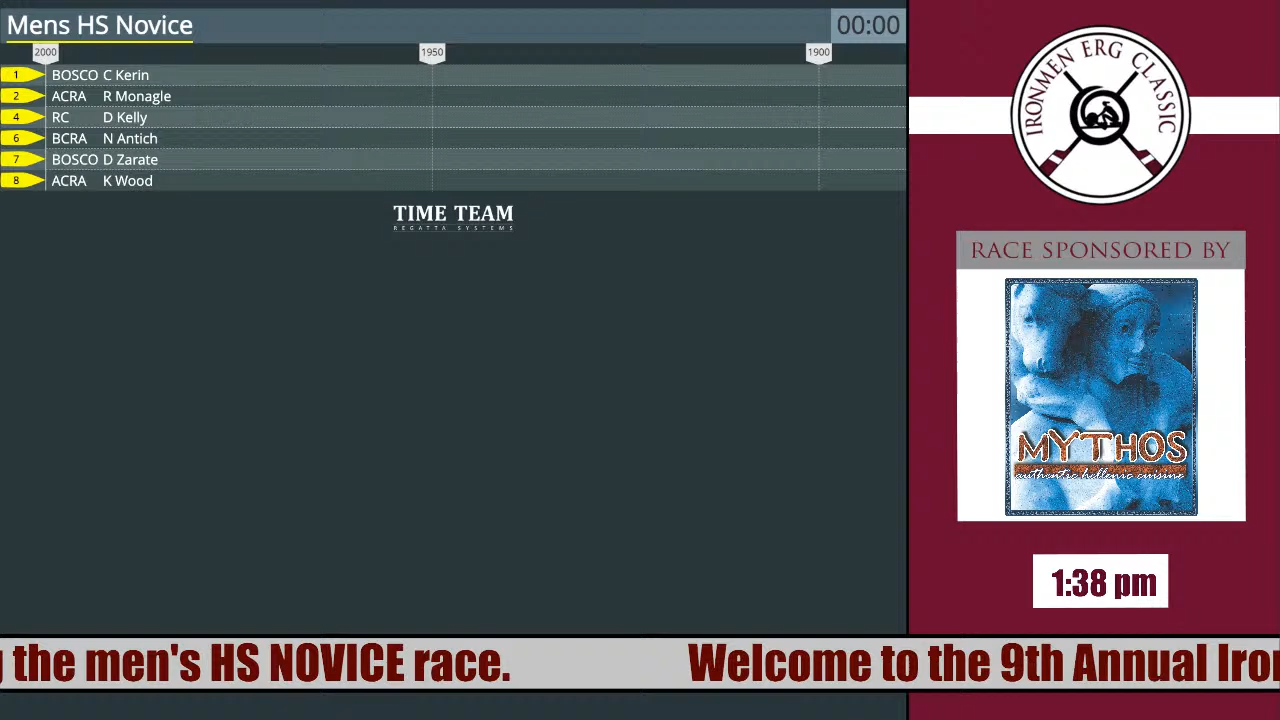 Mens HS Novice
00:00
2000
1950
1900
1 BOSCO C Kerin
2 ACRA R Monagle
4 RC D Kelly
6 BCRA N Antich
7 BOSCO D Zarate
8 ACRA K Wood
TIME TEAM
REGATTA SYSTEMS
IRONMEN ERG CLASSIC
RACE SPONSORED BY
MYTHOS
authentic hellenic cuisine
1:38 pm
g the men's HS NOVICE race. Welcome to the 9th Annual Iron